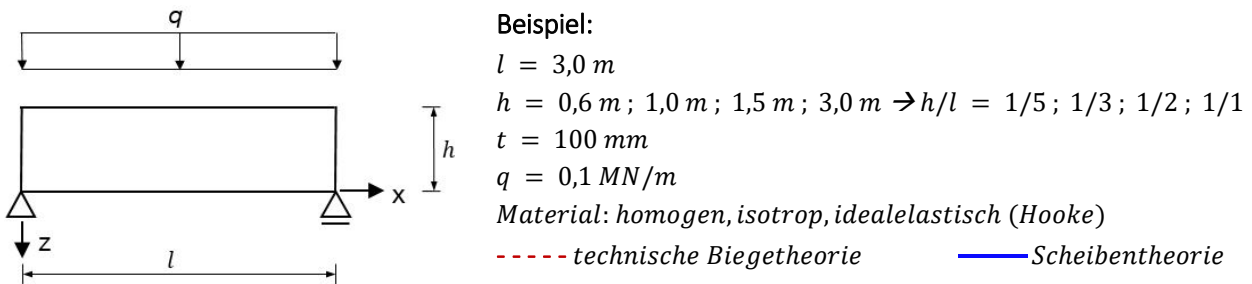 q
h
x
z
l
Beispiel:
l = 3,0 m
h = 0,6 m ; 1,0 m ; 1,5 m ; 3,0 m → h/l = 1/5 ; 1/3 ; 1/2 ; 1/1
t = 100 mm
q = 0,1 MN/m
Material: homogen, isotrop, idealelastisch (Hooke)
----- technische Biegetheorie —— Scheibentheorie